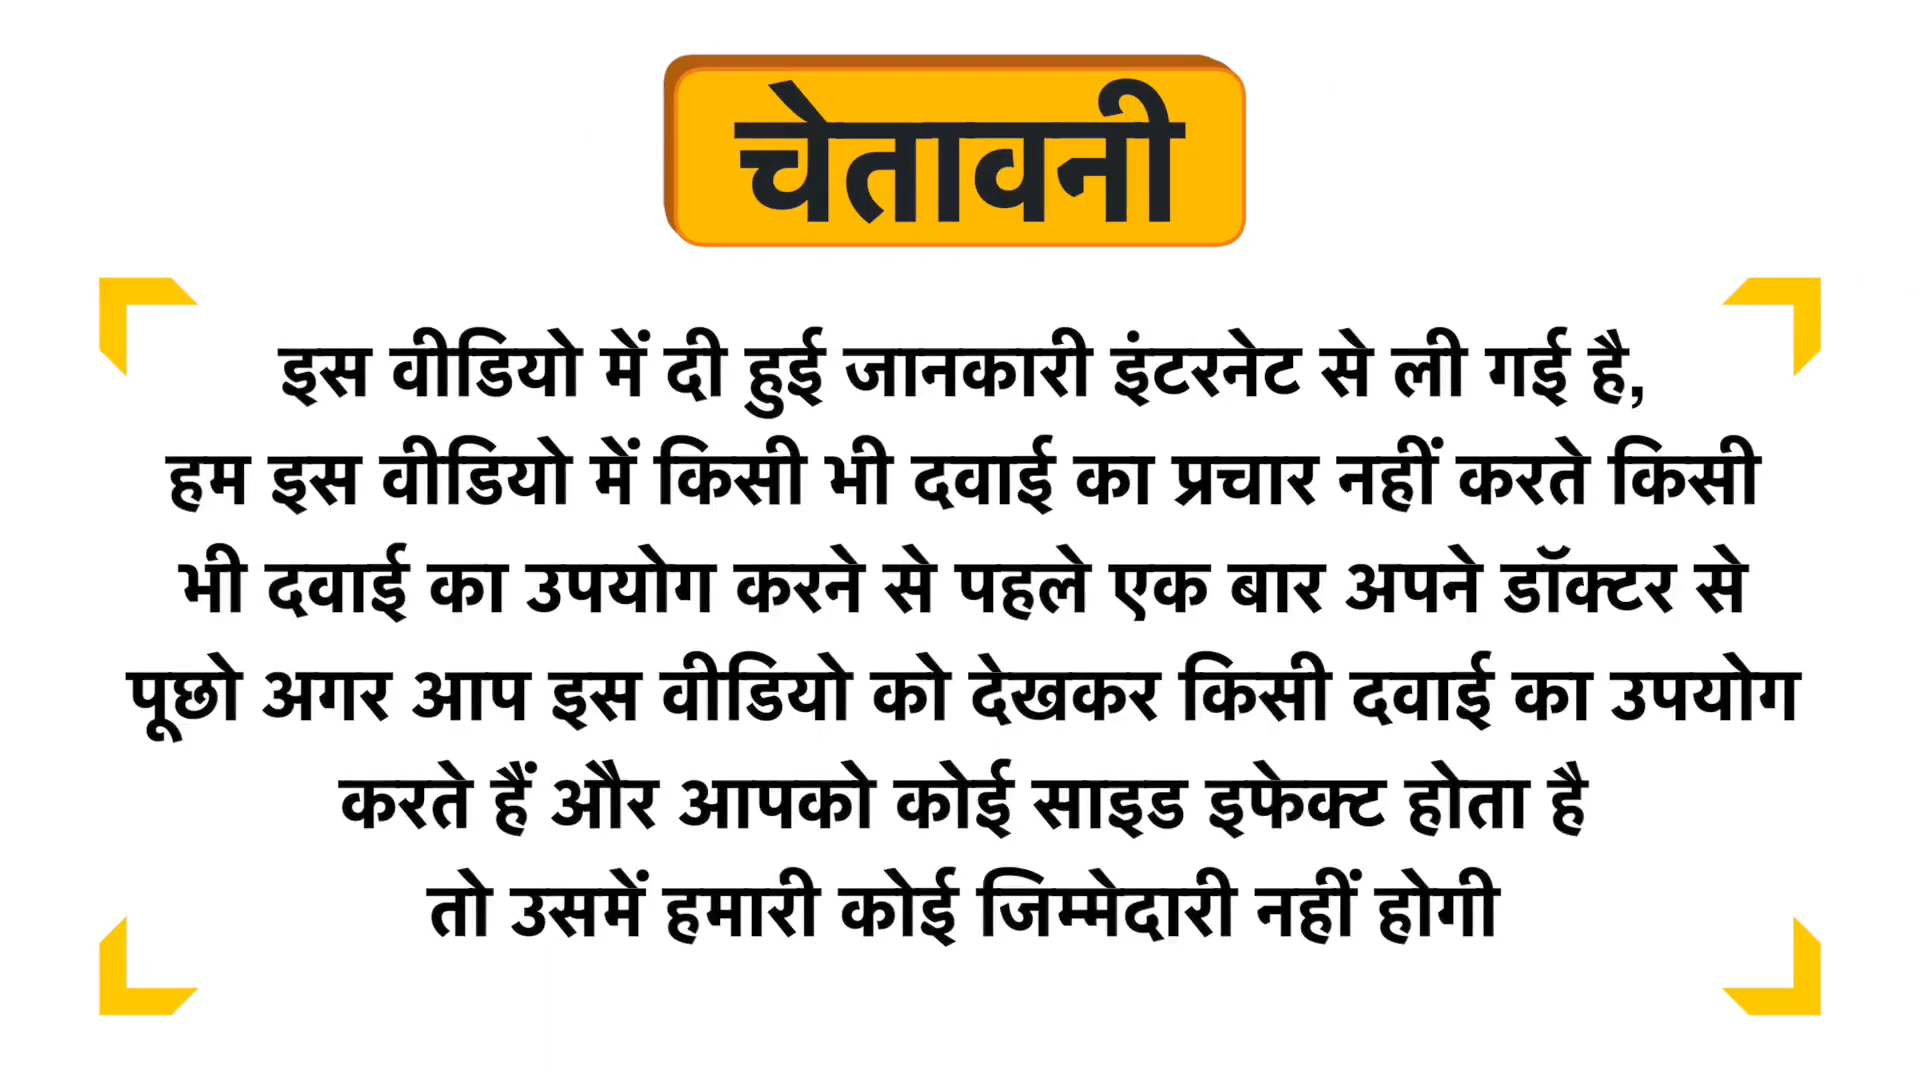 चेतावनी
इस वीडियो में दी हुई जानकारी इंटरनेट से ली गई है,
हम इस वीडियो में किसी भी दवाई का प्रचार नहीं करते किसी
भी दवाई का उपयोग करने से पहले एक बार अपने डॉक्टर से
पूछो अगर आप इस वीडियो को देखकर किसी दवाई का उपयोग
करते हैं और आपको कोई साइड इफेक्ट होता है
तो उसमें हमारी कोई जिम्मेदारी नहीं होगी